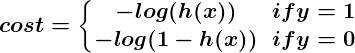 cost = { -log(h(x)) if y = 1
-log(1 - h(x)) if y = 0